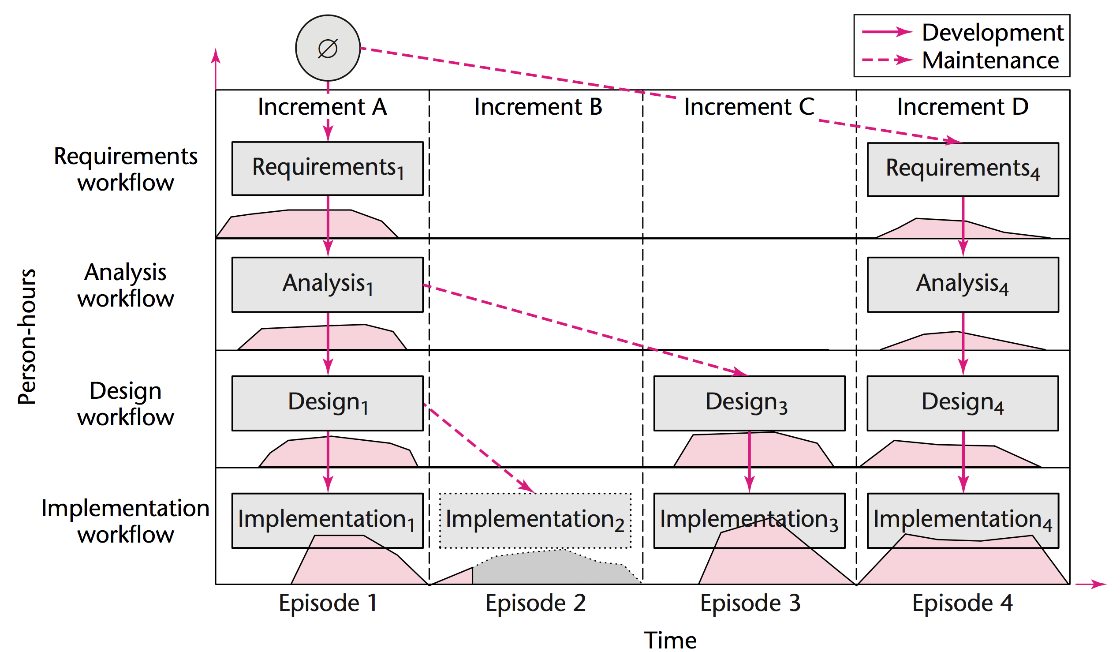 ∅
Development
Maintenance
Increment A
Increment B
Increment C
Increment D
Requirements
workflow
Requirements₁
Requirements₄
Analysis
workflow
Analysis₁
Analysis₄
Person-hours
Design
workflow
Design₁
Design₃
Design₄
Implementation
workflow
Implementation₁
Implementation₂
Implementation₃
Implementation₄
Episode 1
Episode 2
Episode 3
Episode 4
Time